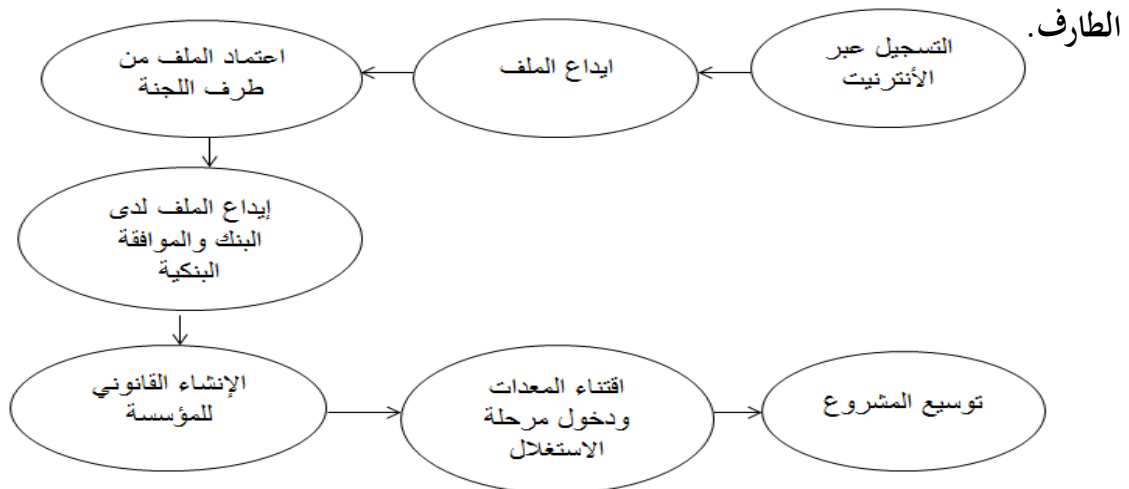 الطارف.
التسجيل عبر
الأنترنيت
ايداع الملف
اعتماد الملف من
طرف اللجنة
إيداع الملف لدى
البنك والموافقة
البنكية
الإنشاء القانوني
للمؤسسة
اقتناء المعدات
ودخول مرحلة
الاستغلال
توسيع المشروع